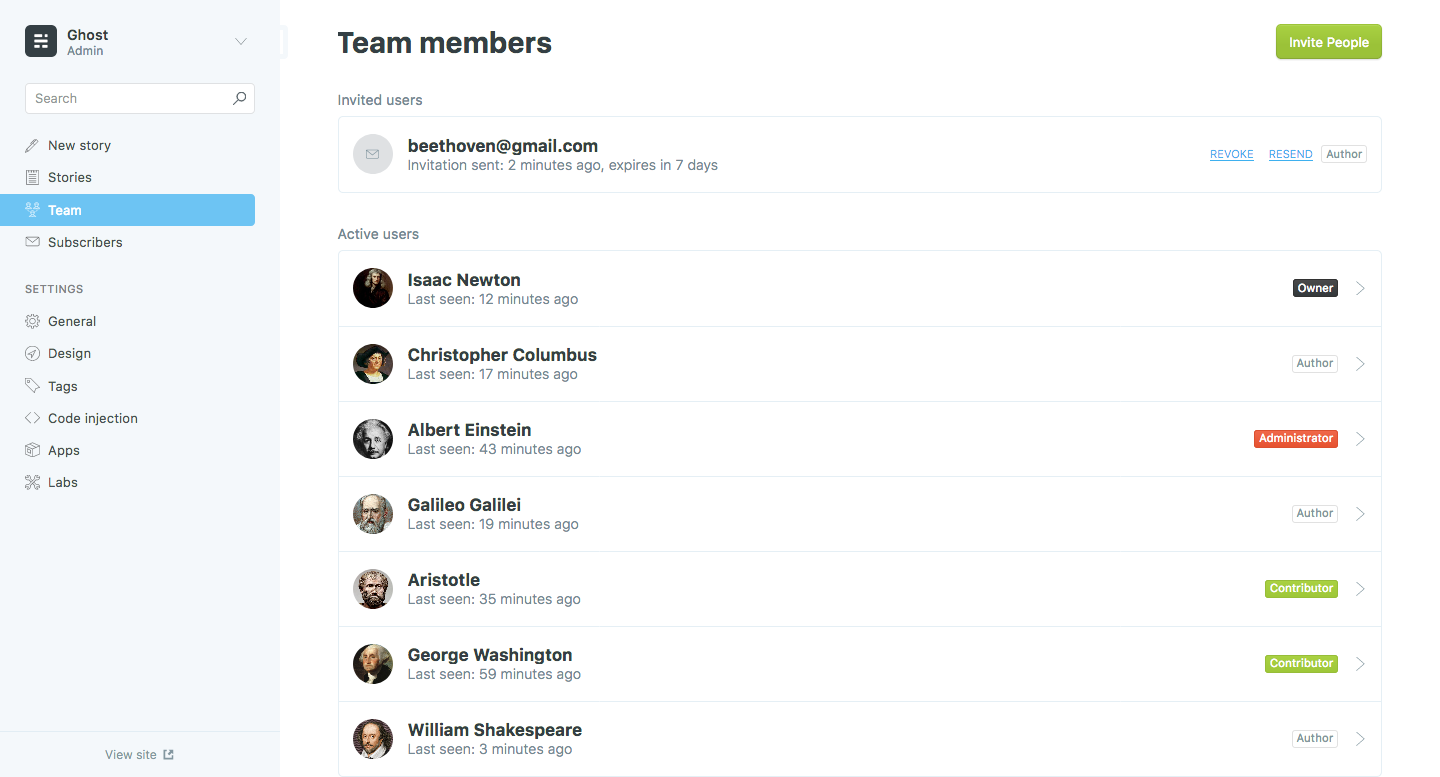 Ghost
Admin
Search
New story
Stories
Team
Subscribers
SETTINGS
General
Design
Tags
Code injection
Apps
Labs
View site
Team members
Invite People
Invited users
beethoven@gmail.com
Invitation sent: 2 minutes ago, expires in 7 days
REVOKE RESEND Author
Active users
Isaac Newton
Last seen: 12 minutes ago
Owner
Christopher Columbus
Last seen: 17 minutes ago
Author
Albert Einstein
Last seen: 43 minutes ago
Administrator
Galileo Galilei
Last seen: 19 minutes ago
Author
Aristotle
Last seen: 35 minutes ago
Contributor
George Washington
Last seen: 59 minutes ago
Contributor
William Shakespeare
Last seen: 3 minutes ago
Author